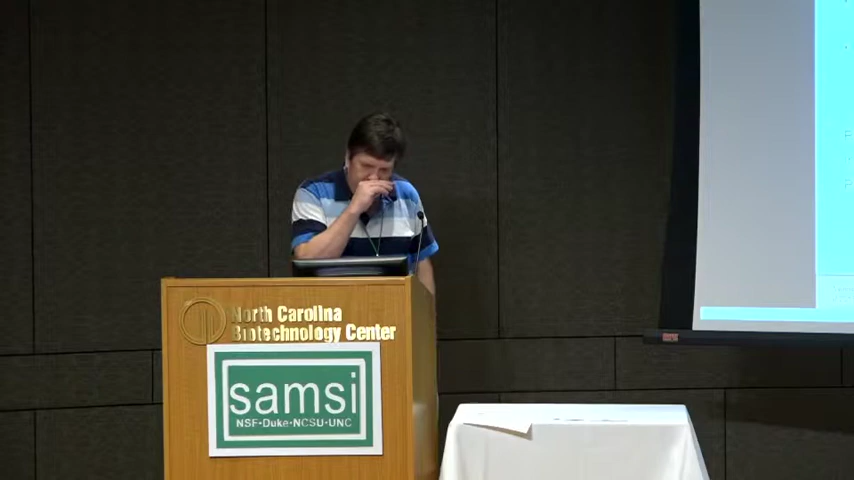 North Carolina
Biotechnology Center
samsi
NSF·Duke·NCSU·UNC